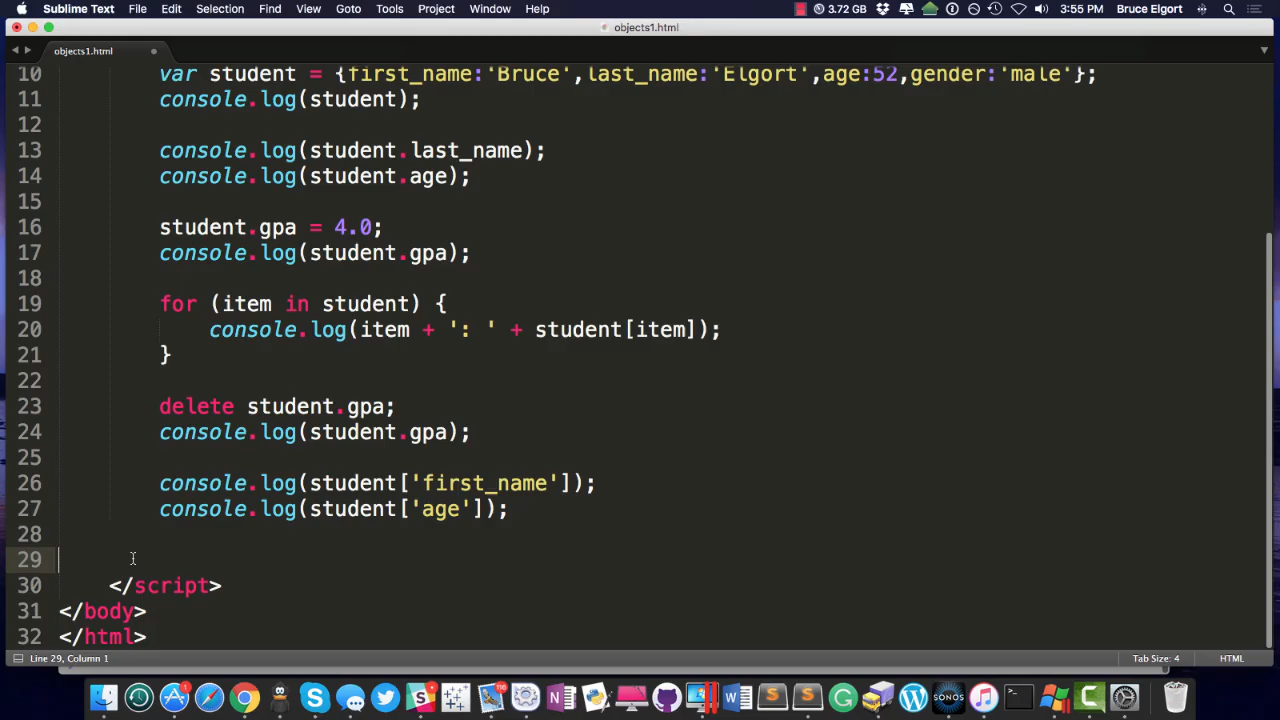 Sublime Text File Edit Selection Find View Goto Tools Project Window Help 3.72 GB 3:55 PM Bruce Elgort
objects1.html
objects1.html
10 var student = {first_name:'Bruce',last_name:'Elgort',age:52,gender:'male'};
11 console.log(student);
12
13 console.log(student.last_name);
14 console.log(student.age);
15
16 student.gpa = 4.0;
17 console.log(student.gpa);
18
19 for (item in student) {
20 console.log(item + ': ' + student[item]);
21 }
22
23 delete student.gpa;
24 console.log(student.gpa);
25
26 console.log(student['first_name']);
27 console.log(student['age']);
28
29
30 </script>
31 </body>
32 </html>
Line 29, Column 1 Tab Size: 4 HTML